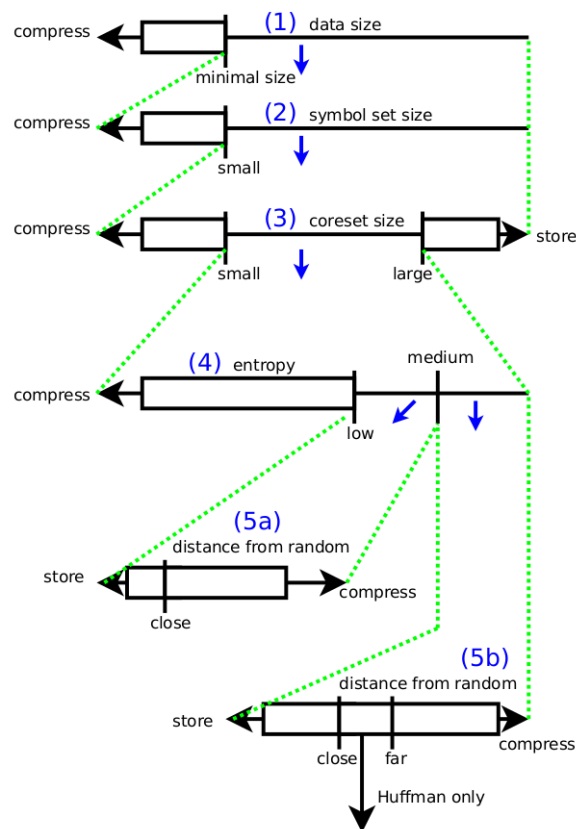 (1) data size
compress
minimal size
(2) symbol set size
compress
small
(3) coreset size
compress
store
small
large
medium
(4) entropy
compress
low
(5a)
distance from random
store
compress
close
(5b)
distance from random
store
compress
close
far
Huffman only